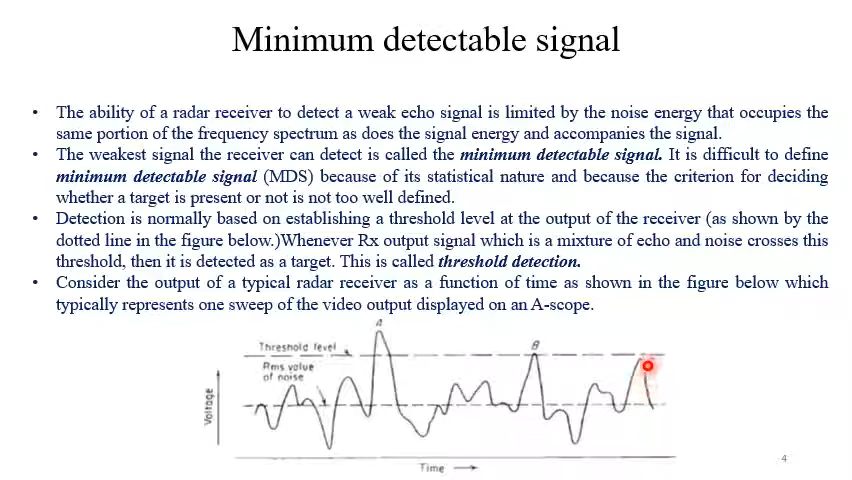 Minimum detectable signal
• The ability of a radar receiver to detect a weak echo signal is limited by the noise energy that occupies the
same portion of the frequency spectrum as does the signal energy and accompanies the signal.
• The weakest signal the receiver can detect is called the minimum detectable signal. It is difficult to define
minimum detectable signal (MDS) because of its statistical nature and because the criterion for deciding
whether a target is present or not is not too well defined.
• Detection is normally based on establishing a threshold level at the output of the receiver (as shown by the
dotted line in the figure below.)Whenever Rx output signal which is a mixture of echo and noise crosses this
threshold, then it is detected as a target. This is called threshold detection.
• Consider the output of a typical radar receiver as a function of time as shown in the figure below which
typically represents one sweep of the video output displayed on an A-scope.
A
Threshold level
B
Rms value
of noise
Voltage
Time
4